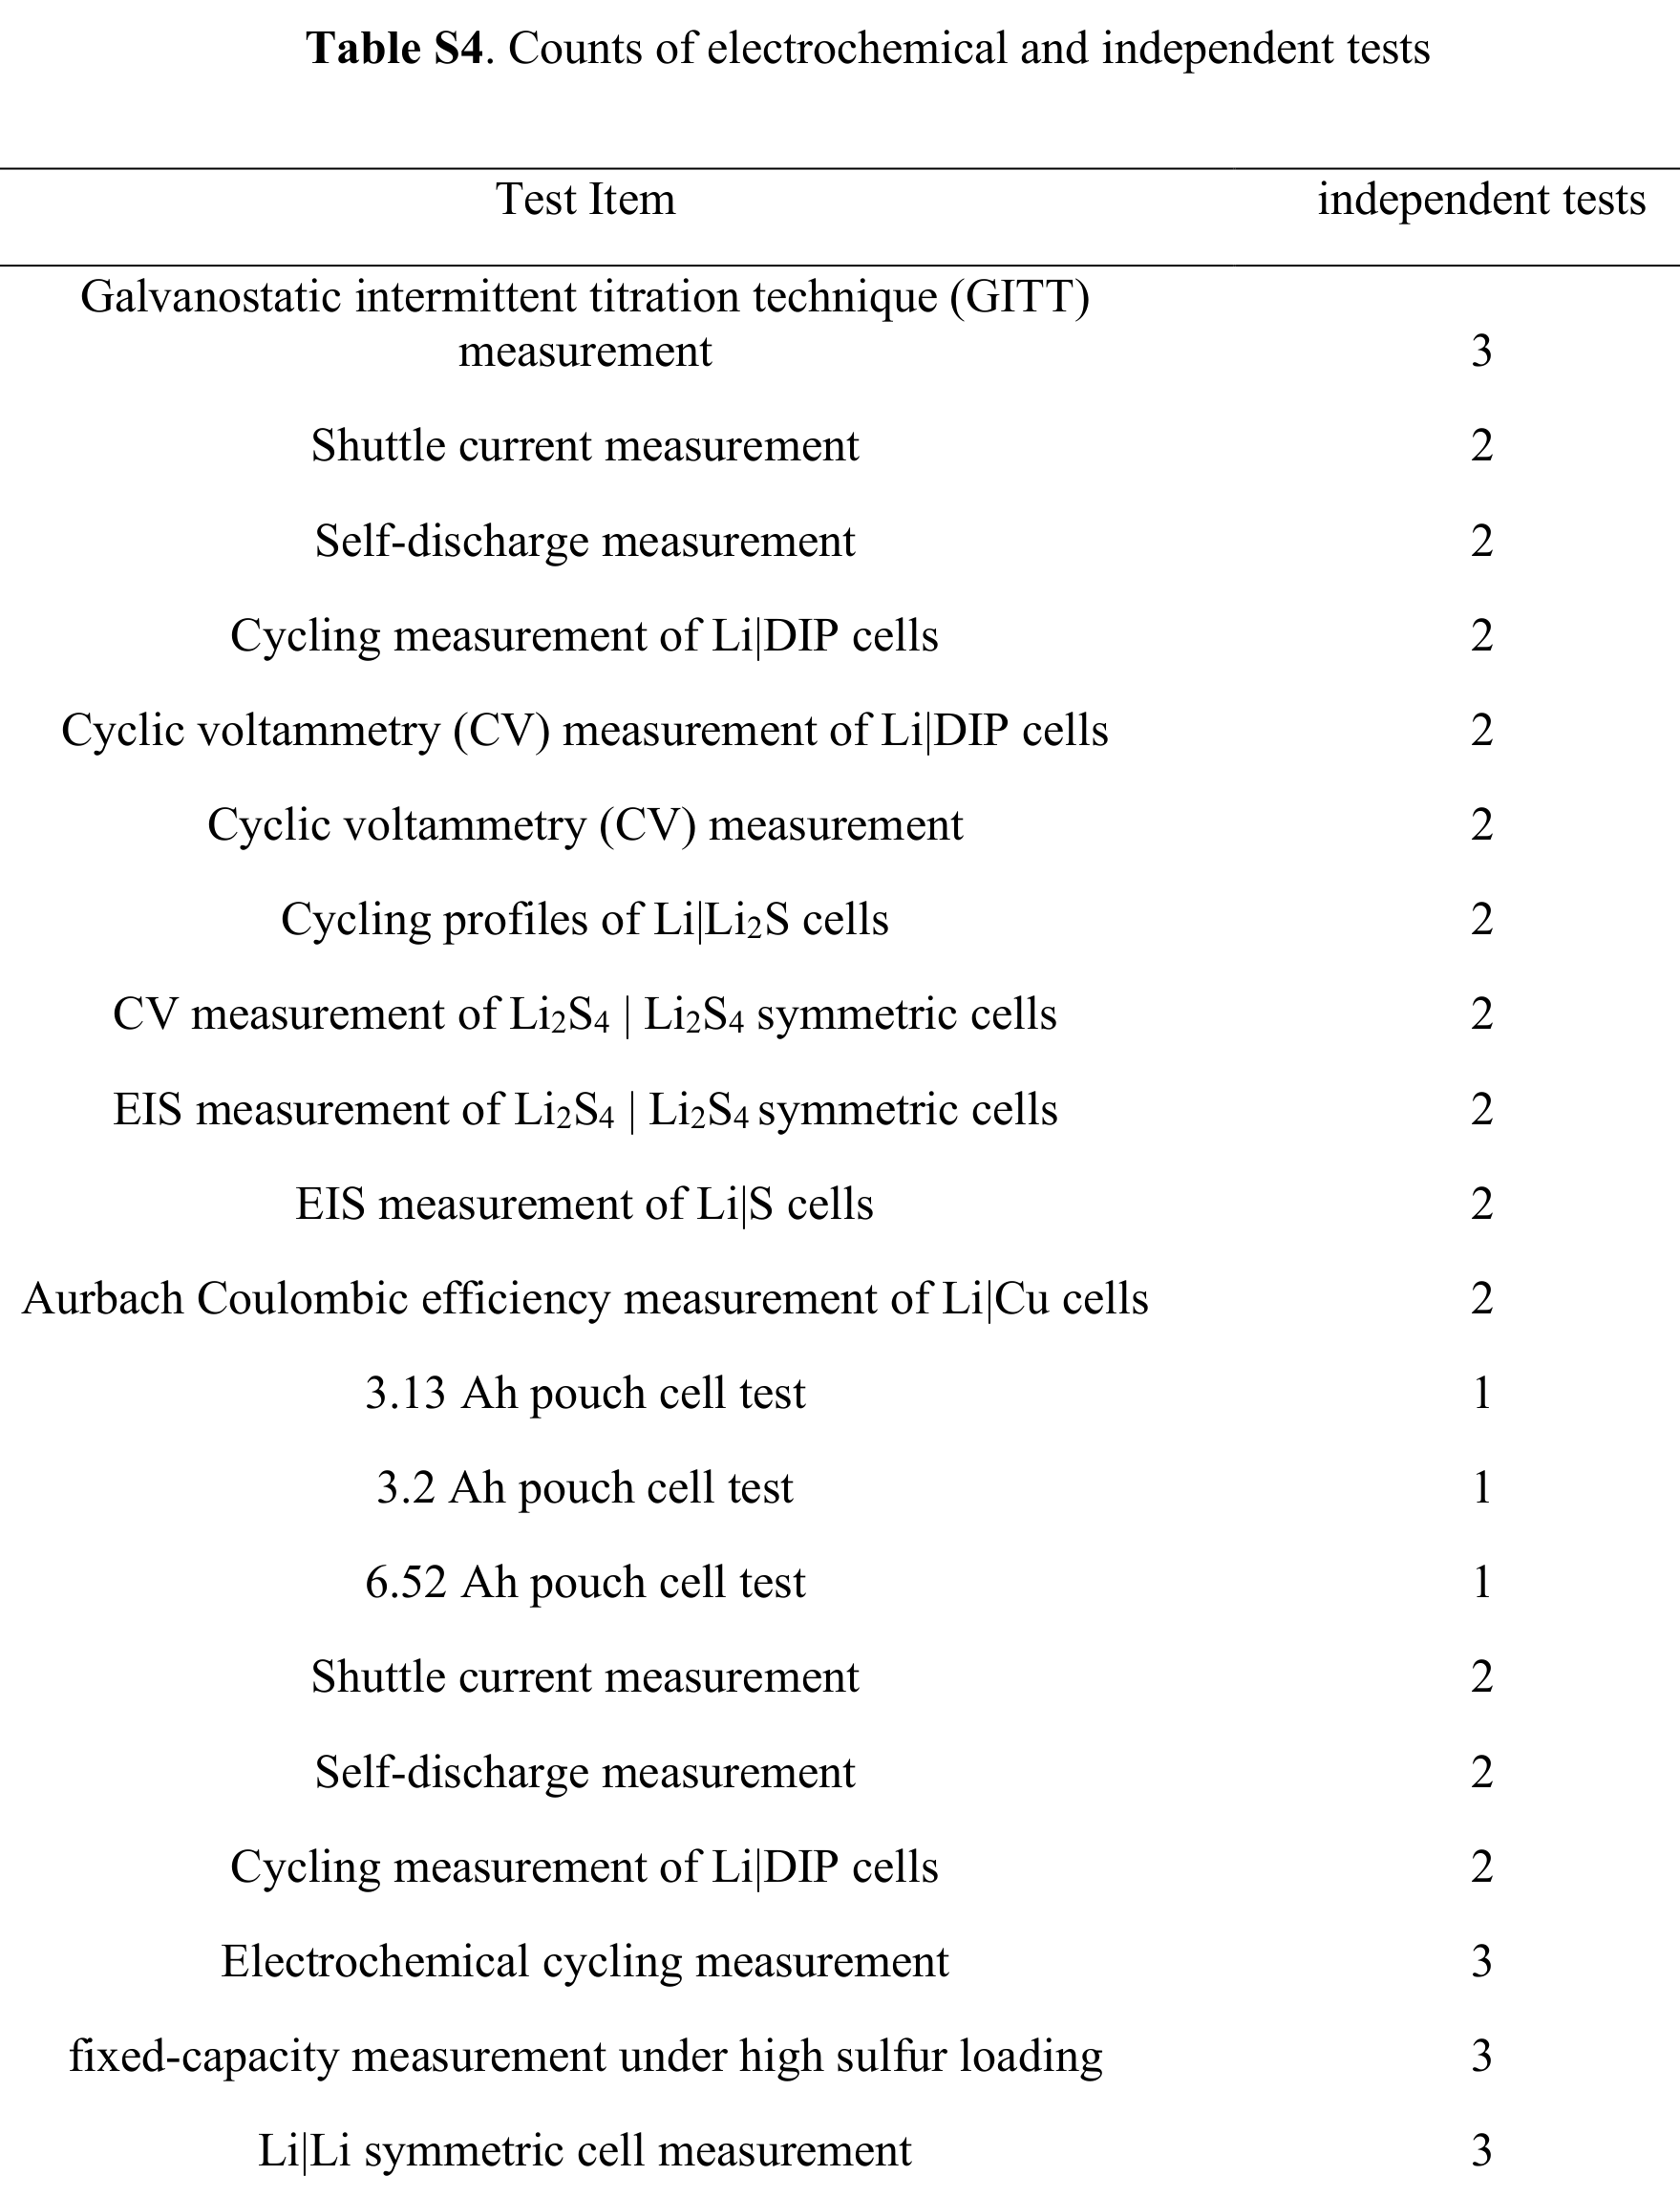 Table S4. Counts of electrochemical and independent tests
Test Item independent tests
Galvanostatic intermittent titration technique (GITT)
measurement 3
Shuttle current measurement 2
Self-discharge measurement 2
Cycling measurement of Li|DIP cells 2
Cyclic voltammetry (CV) measurement of Li|DIP cells 2
Cyclic voltammetry (CV) measurement 2
Cycling profiles of Li|Li₂S cells 2
CV measurement of Li₂S₄ | Li₂S₄ symmetric cells 2
EIS measurement of Li₂S₄ | Li₂S₄ symmetric cells 2
EIS measurement of Li|S cells 2
Aurbach Coulombic efficiency measurement of Li|Cu cells 2
3.13 Ah pouch cell test 1
3.2 Ah pouch cell test 1
6.52 Ah pouch cell test 1
Shuttle current measurement 2
Self-discharge measurement 2
Cycling measurement of Li|DIP cells 2
Electrochemical cycling measurement 3
fixed-capacity measurement under high sulfur loading 3
Li|Li symmetric cell measurement 3